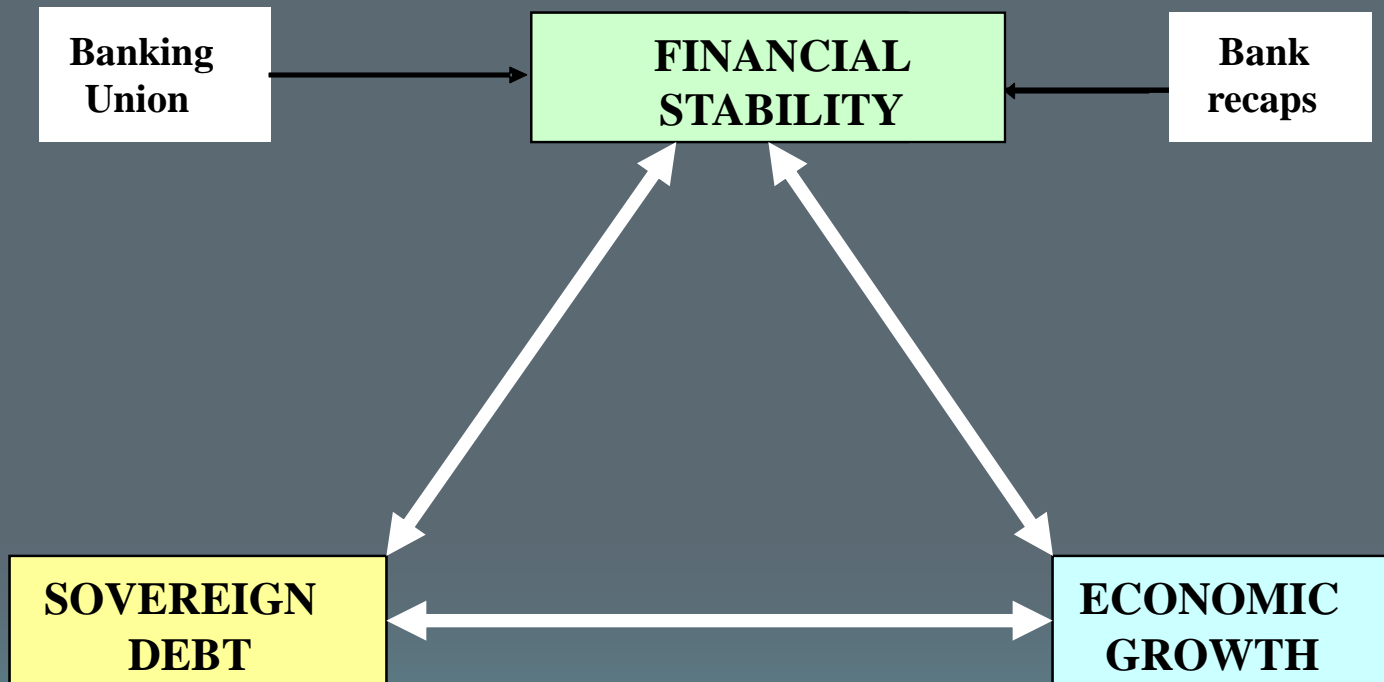 Banking
Union
FINANCIAL
STABILITY
Bank
recaps
SOVEREIGN
DEBT
ECONOMIC
GROWTH